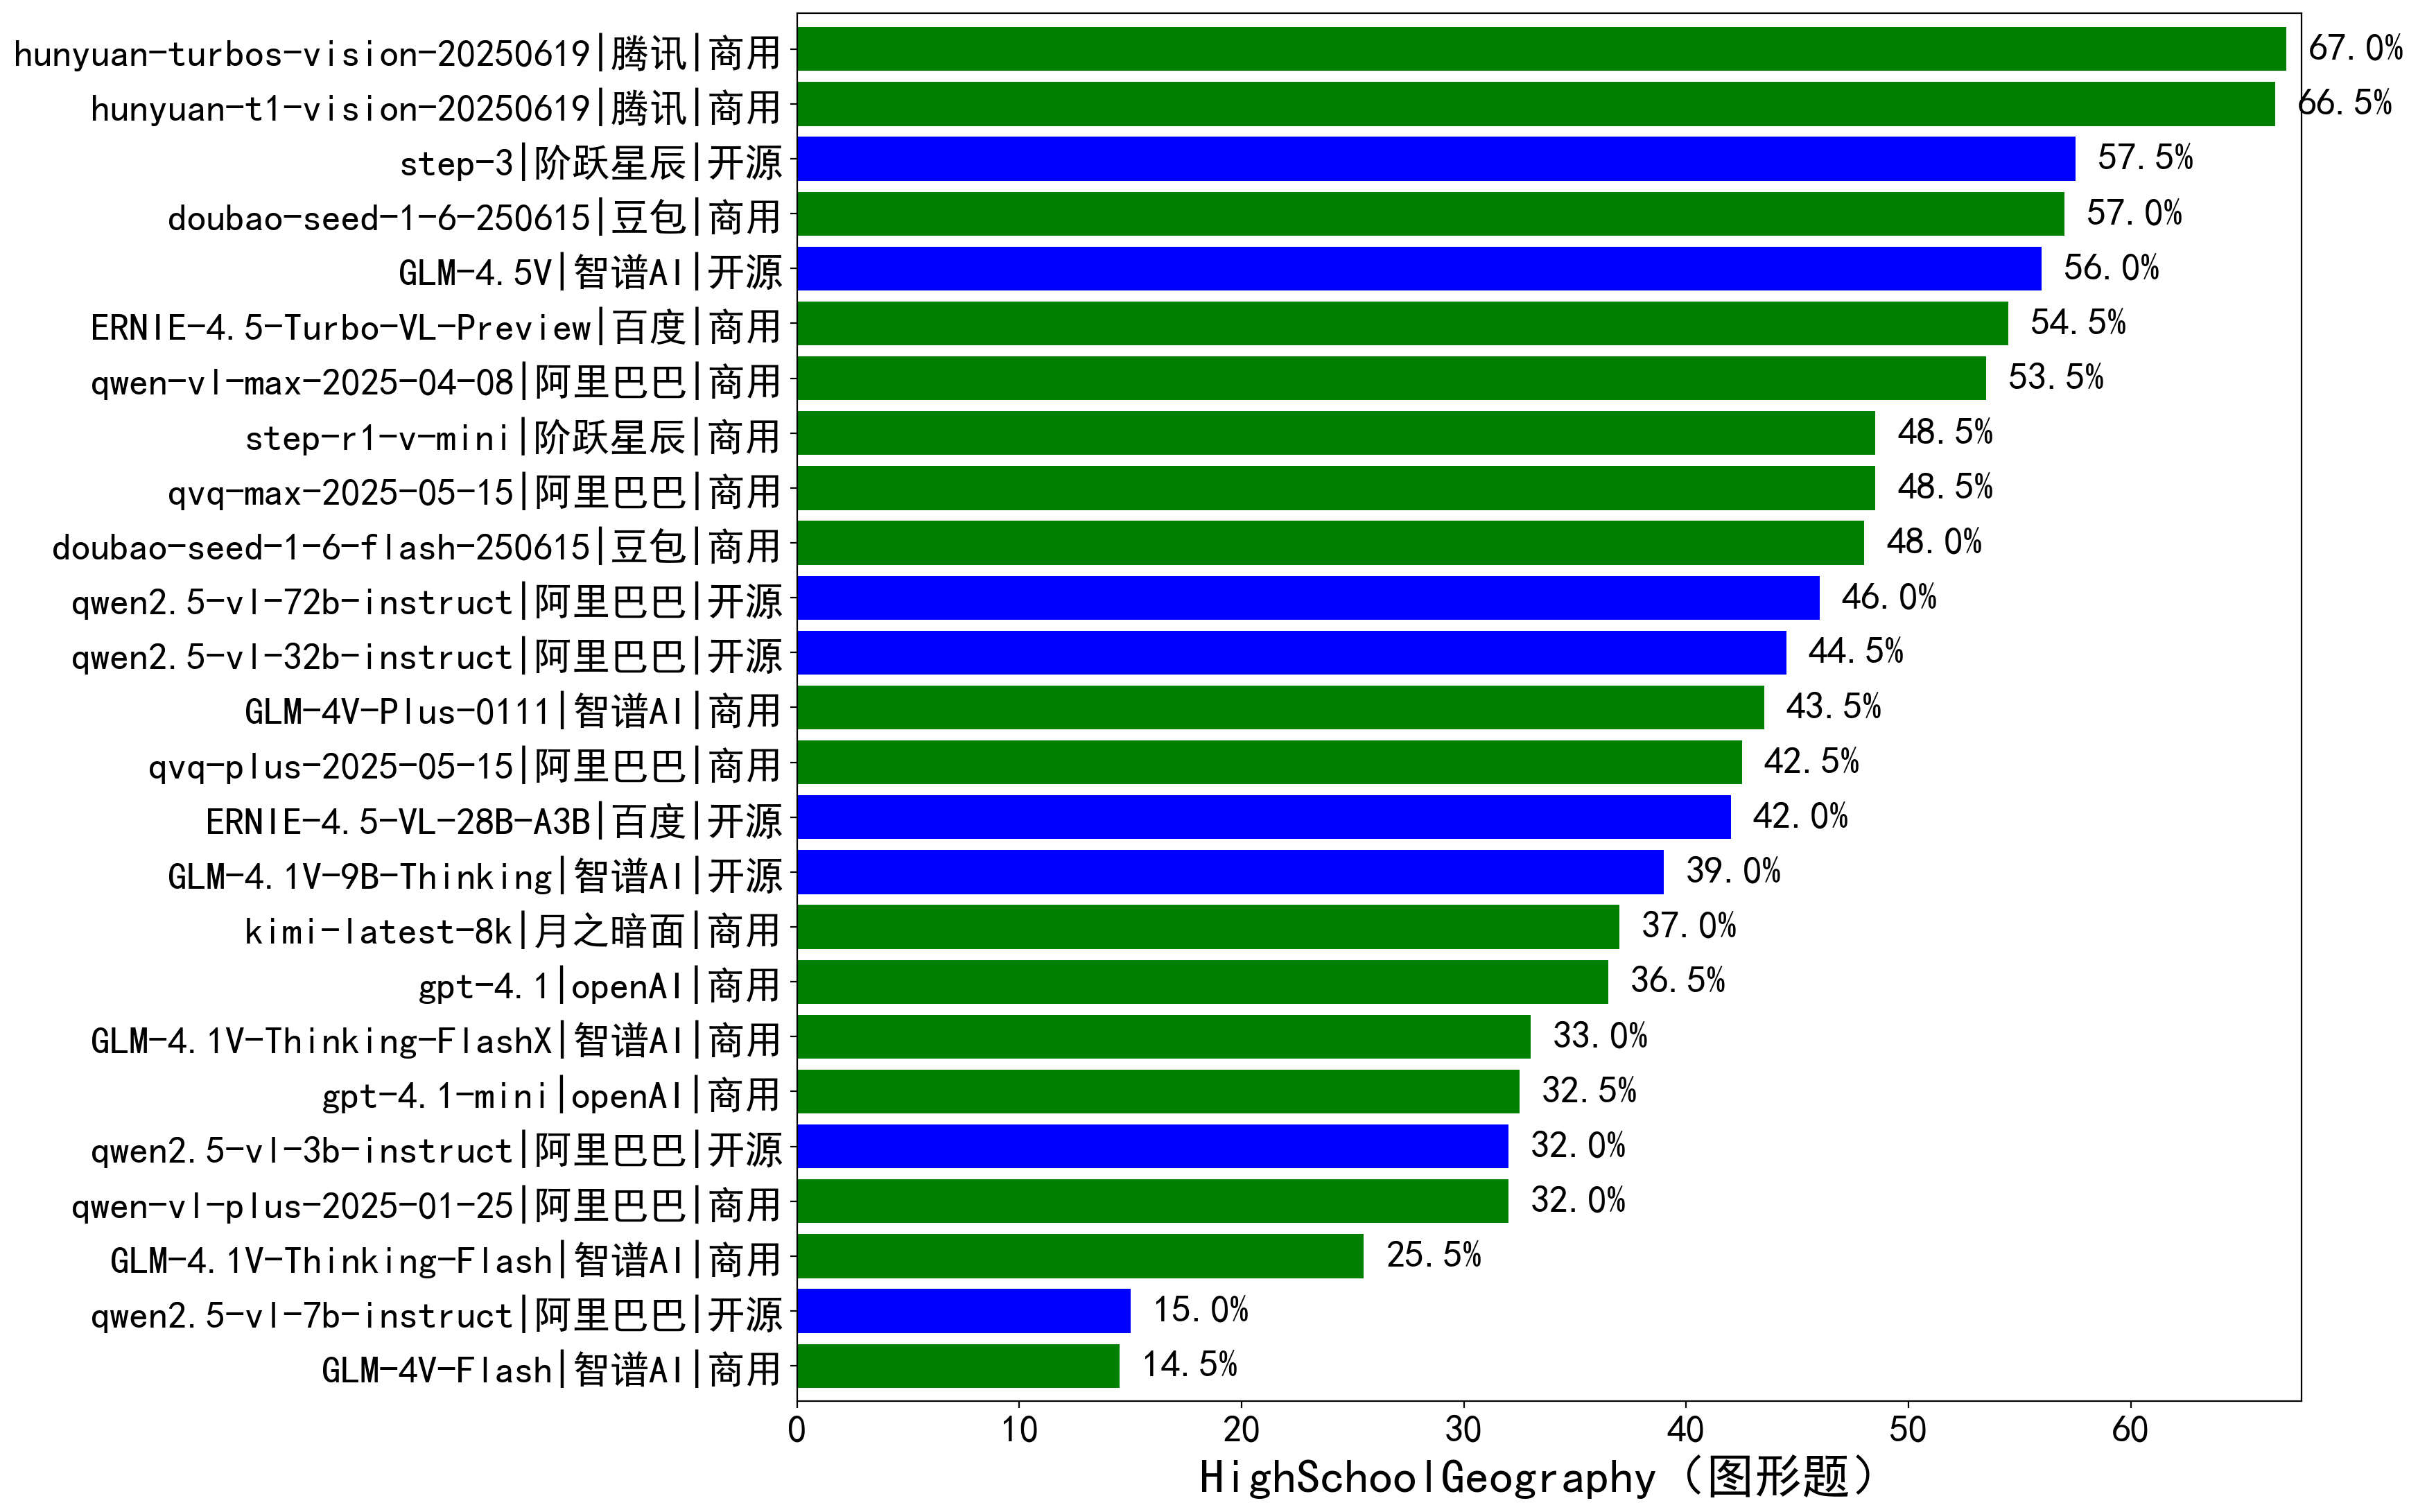 hunyuan-turbos-vision-20250619|腾讯|商用 67.0%
hunyuan-t1-vision-20250619|腾讯|商用 66.5%
step-3|阶跃星辰|开源 57.5%
doubao-seed-1-6-250615|豆包|商用 57.0%
GLM-4.5V|智谱AI|开源 56.0%
ERNIE-4.5-Turbo-VL-Preview|百度|商用 54.5%
qwen-vl-max-2025-04-08|阿里巴巴|商用 53.5%
step-r1-v-mini|阶跃星辰|商用 48.5%
qvq-max-2025-05-15|阿里巴巴|商用 48.5%
doubao-seed-1-6-flash-250615|豆包|商用 48.0%
qwen2.5-vl-72b-instruct|阿里巴巴|开源 46.0%
qwen2.5-vl-32b-instruct|阿里巴巴|开源 44.5%
GLM-4V-Plus-0111|智谱AI|商用 43.5%
qvq-plus-2025-05-15|阿里巴巴|商用 42.5%
ERNIE-4.5-VL-28B-A3B|百度|开源 42.0%
GLM-4.1V-9B-Thinking|智谱AI|开源 39.0%
kimi-latest-8k|月之暗面|商用 37.0%
gpt-4.1|openAI|商用 36.5%
GLM-4.1V-Thinking-FlashX|智谱AI|商用 33.0%
gpt-4.1-mini|openAI|商用 32.5%
qwen2.5-vl-3b-instruct|阿里巴巴|开源 32.0%
qwen-vl-plus-2025-01-25|阿里巴巴|商用 32.0%
GLM-4.1V-Thinking-Flash|智谱AI|商用 25.5%
qwen2.5-vl-7b-instruct|阿里巴巴|开源 15.0%
GLM-4V-Flash|智谱AI|商用 14.5%
0 10 20 30 40 50 60
HighSchoolGeography（图形题）